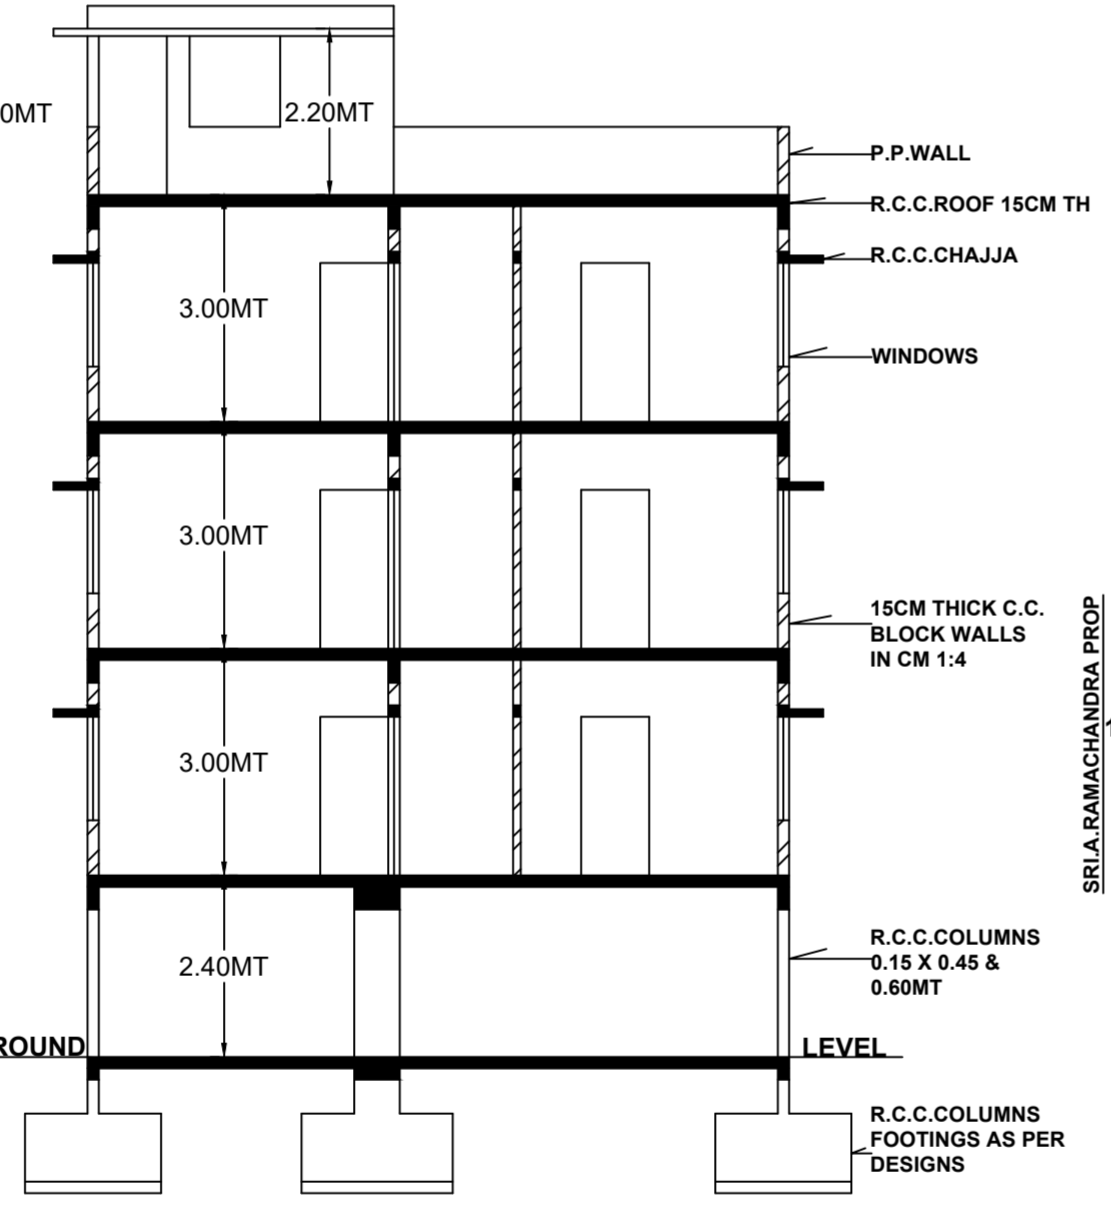 0MT
2.20MT
P.P.WALL
R.C.C.ROOF 15CM TH
R.C.C.CHAJJA
3.00MT
WINDOWS
3.00MT
15CM THICK C.C.
BLOCK WALLS
IN CM 1:4
SRI.A.RAMACHANDRA PROP
3.00MT
R.C.C.COLUMNS
0.15 X 0.45 &
0.60MT
2.40MT
ROUND LEVEL
R.C.C.COLUMNS
FOOTINGS AS PER
DESIGNS